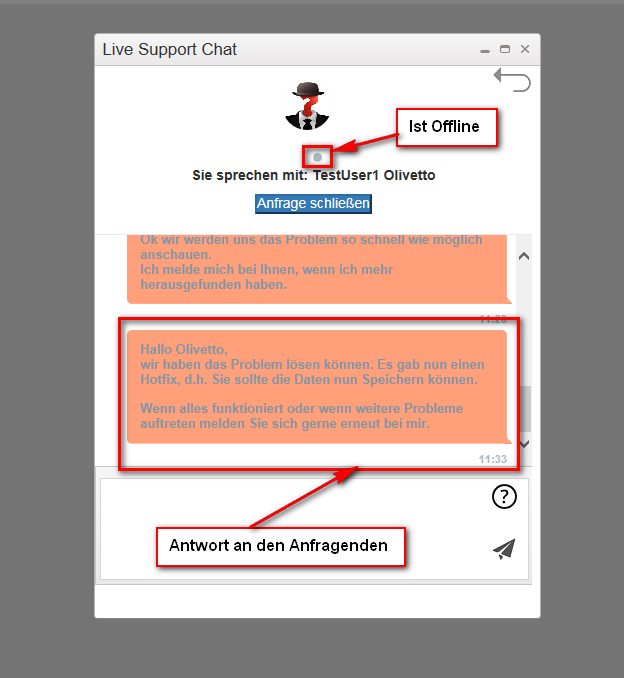 Live Support Chat
Ist Offline
Sie sprechen mit: TestUser1 Olivetto
Anfrage schließen
Ok wir werden uns das Problem so schnell wie möglich
anschauen.
Ich melde mich bei Ihnen, wenn ich mehr
herausgefunden haben.
Hallo Olivetto,
wir haben das Problem lösen können. Es gab nun einen
Hotfix, d.h. Sie sollte die Daten nun Speichern können.
Wenn alles funktioniert oder wenn weitere Probleme
auftreten melden Sie sich gerne erneut bei mir.
11:33
?
Antwort an den Anfragenden